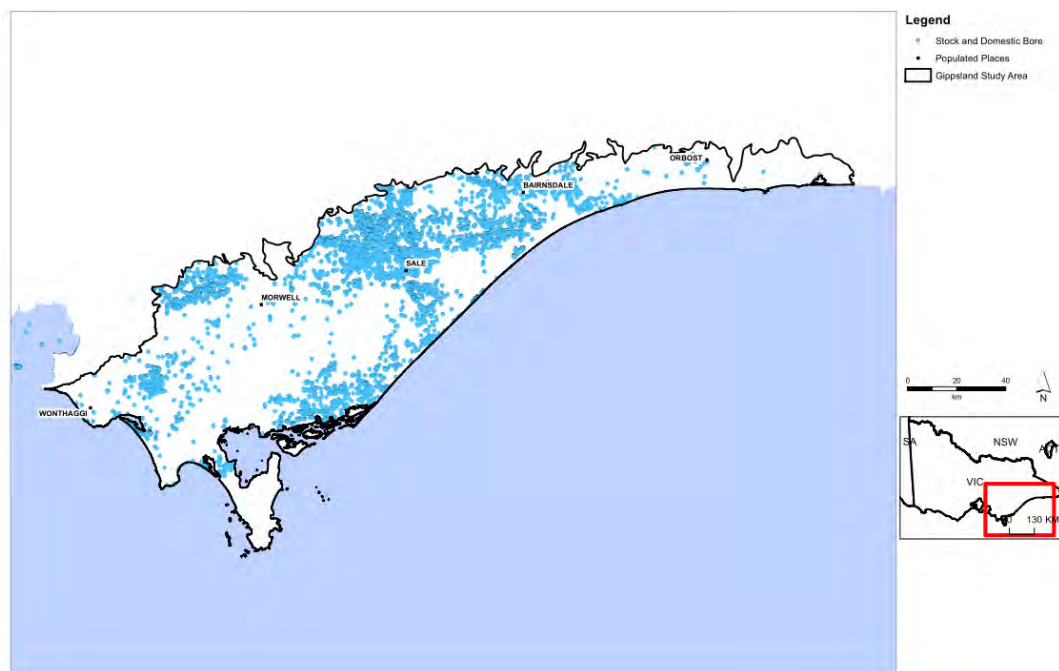 Legend
Stock and Domestic Bore
Populated Places
Gippsland Study Area
ORBOST
BAIRNSDALE
SALE
MORWELL
WONTHAGGI
0 20 40
km
N
SA
NSW
VIC
130 KM